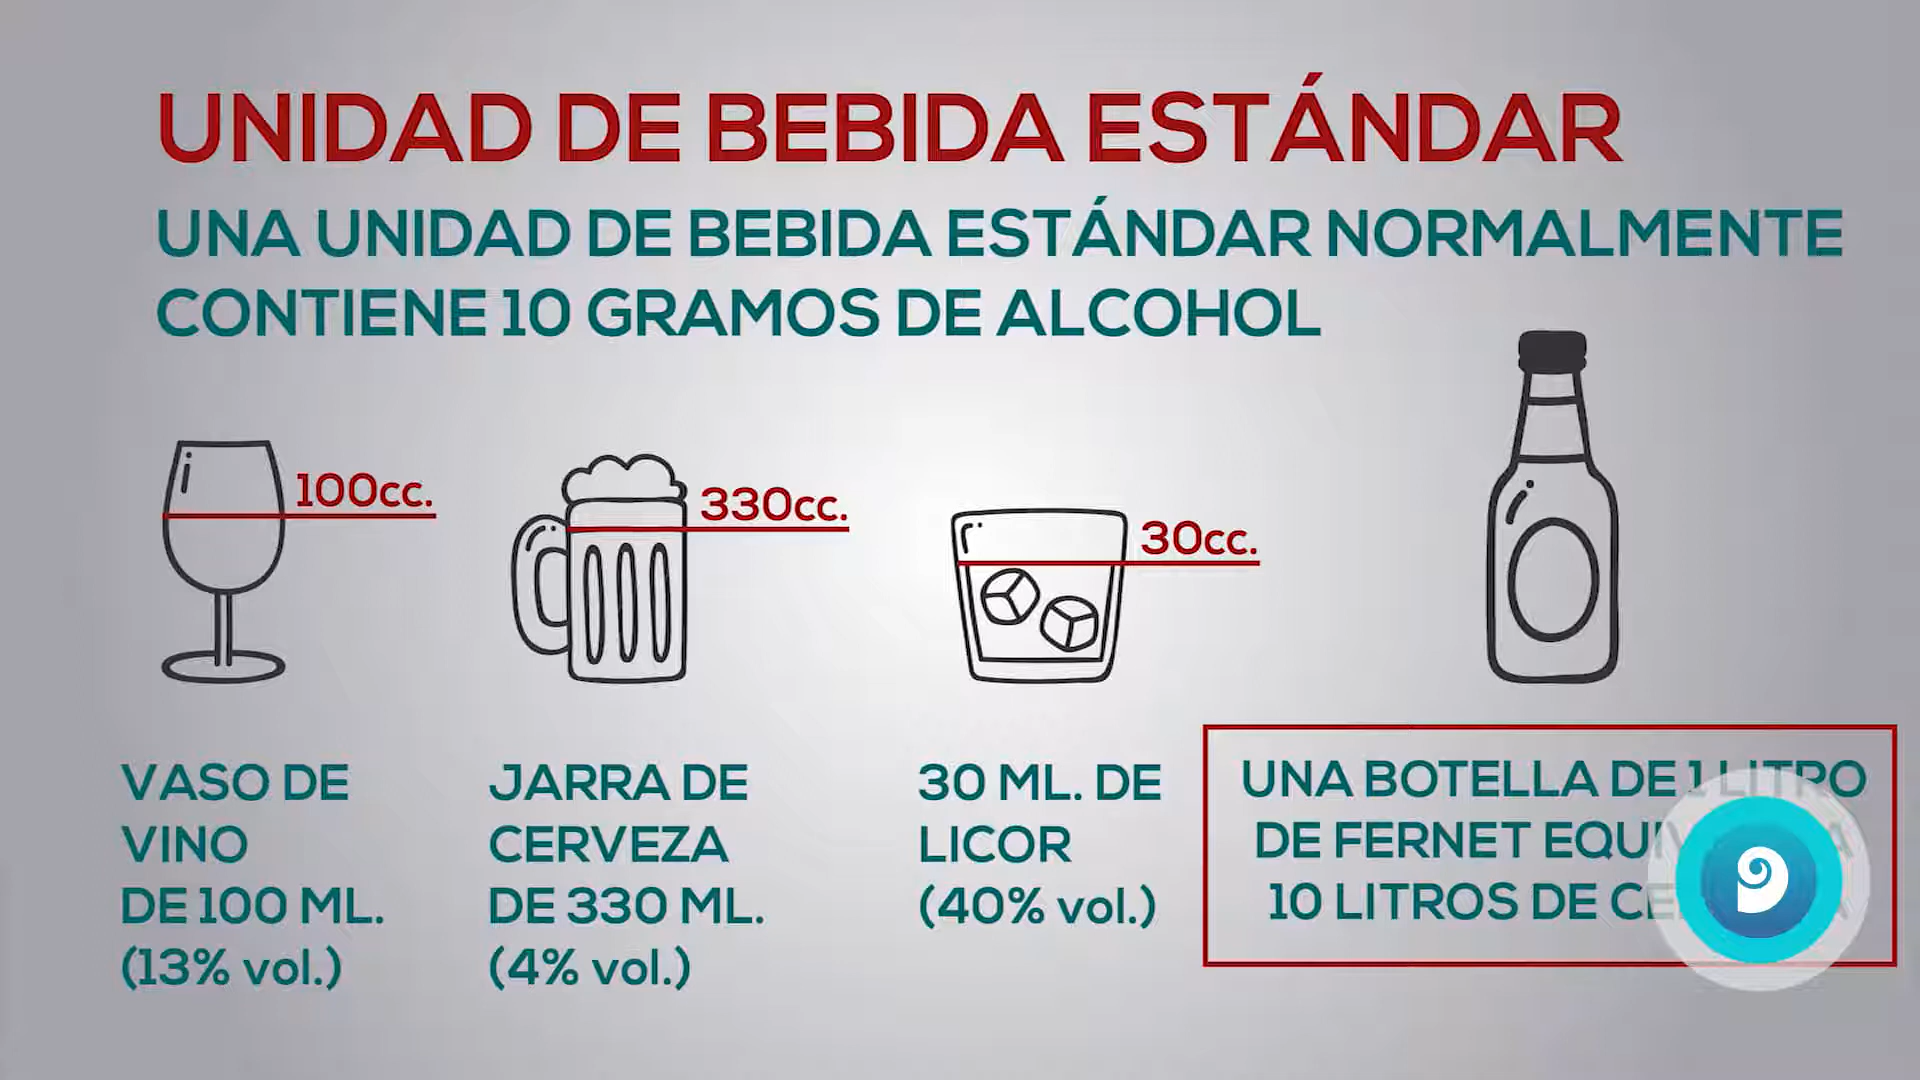 UNIDAD DE BEBIDA ESTÁNDAR
UNA UNIDAD DE BEBIDA ESTÁNDAR NORMALMENTE
CONTIENE 10 GRAMOS DE ALCOHOL
100cc.
330cc.
30cc.
VASO DE
VINO
DE 100 ML.
(13% vol.)
JARRA DE
CERVEZA
DE 330 ML.
(4% vol.)
30 ML. DE
LICOR
(40% vol.)
UNA BOTELLA DE 1 LITRO
DE FERNET
10 LITROS DE